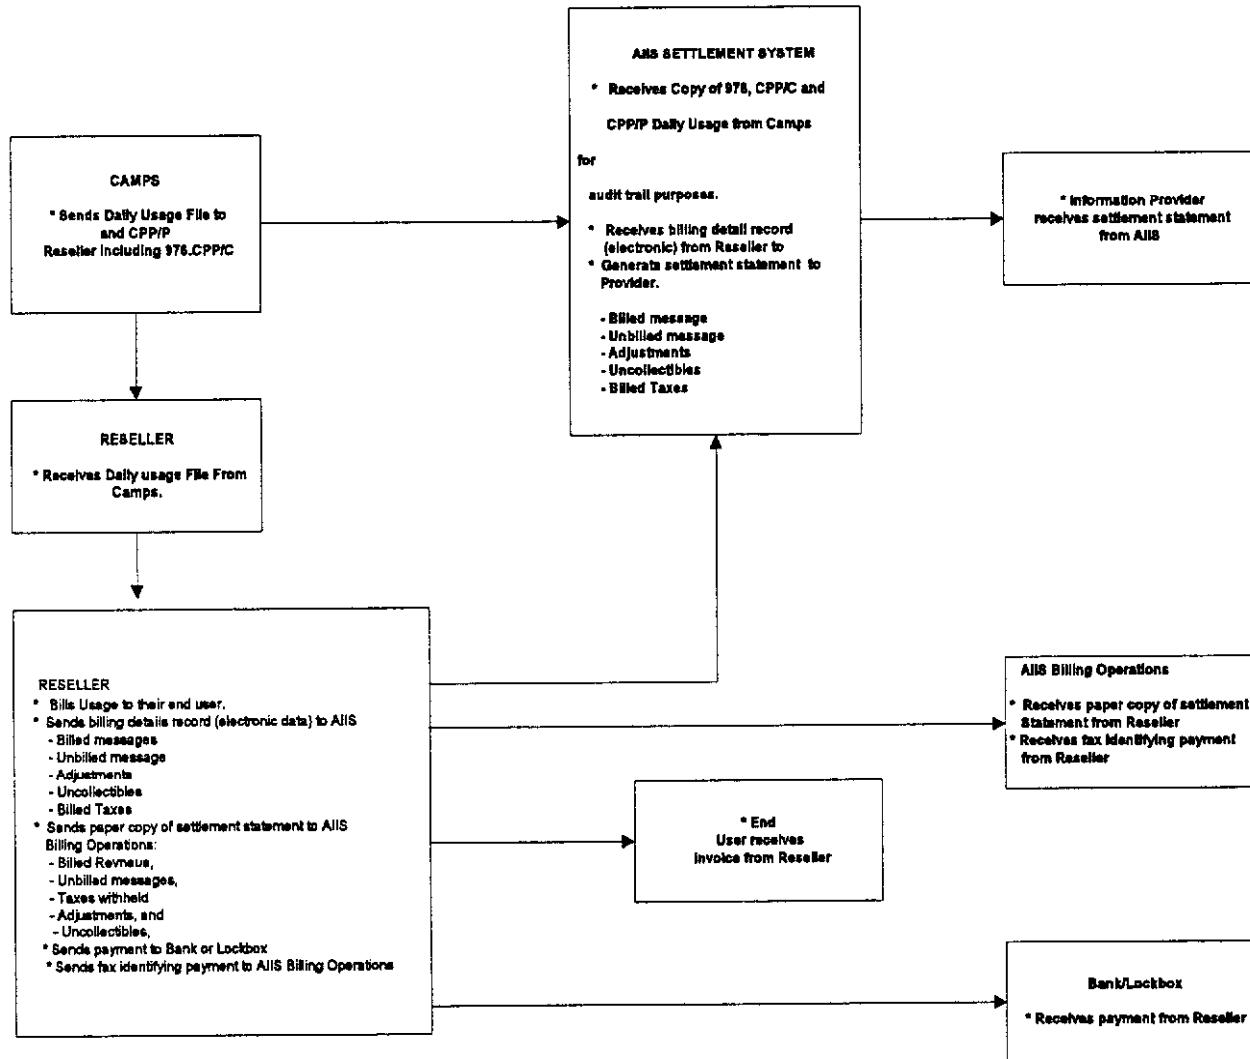 AIIS SETTLEMENT SYSTEM
* Receives Copy of 976, CPP/C and
CPP/P Daily Usage from Camps
for
audit trail purposes.
* Receives billing detail record
(electronic) from Reseller to
* Generate settlement statement to
Provider.
- Billed message
- Unbilled message
- Adjustments
- Uncollectibles
- Billed Taxes
CAMPS
* Sends Daily Usage File to
and CPP/P
Reseller including 976.CPP/C
* Information Provider
receives settlement statement
from AIIS
RESELLER
* Receives Daily usage File From
Camps.
RESELLER
* Bills Usage to their end user.
* Sends billing details record (electronic data) to AIIS
- Billed messages
- Unbilled message
- Adjustments
- Uncollectibles
- Billed Taxes
* Sends paper copy of settlement statement to AIIS
Billing Operations:
- Billed Revneus,
- Unbilled messages,
- Taxes withheld
- Adjustments, and
- Uncollectibles,
* Sends payment to Bank or Lockbox
* Sends fax identifying payment to AIIS Billing Operations
AIIS Billing Operations
* Receives paper copy of settlement
Statement from Reseller
* Receives fax identifying payment
from Reseller
* End
User receives
invoice from Reseller
Bank/Lockbox
* Receives payment from Reseller